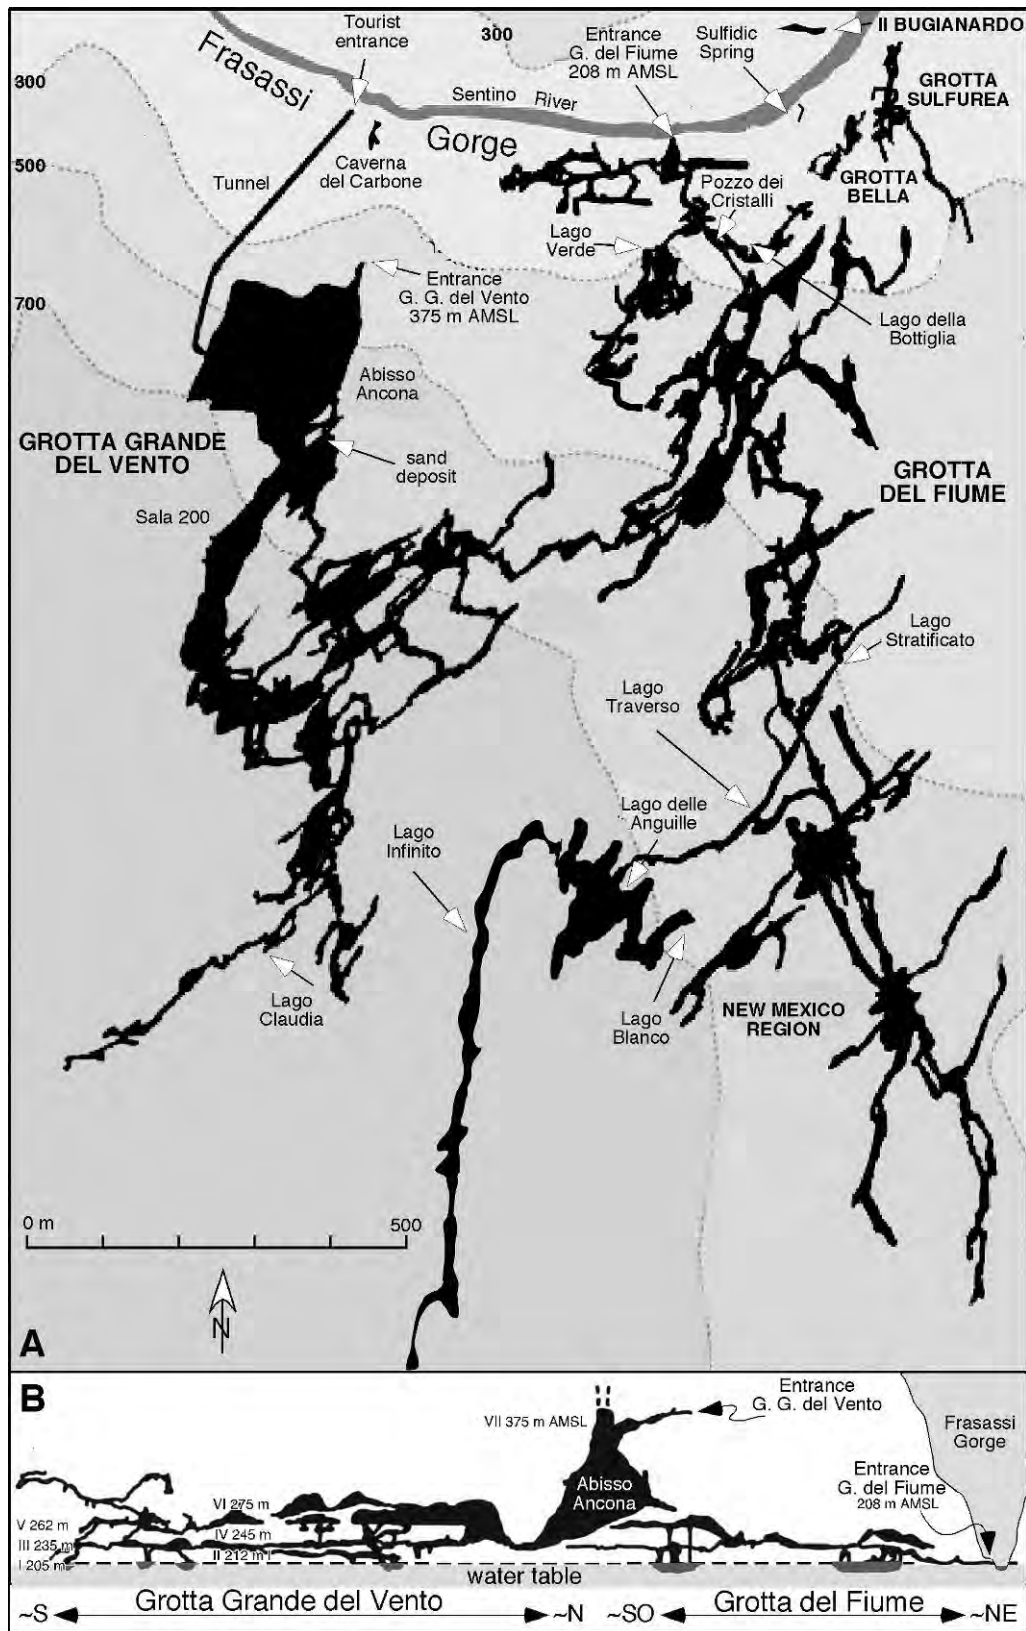 Tourist
entrance
300
Entrance
G. del Fiume
208 m AMSL
Sulfidic
Spring
II BUGIANARDO
Frasassi
Gorge
Sentino River
300
GROTTA
SULFUREA
500
Tunnel
Caverna
del Carbone
Pozzo dei
Cristalli
GROTTA
BELLA
Lago
Verde
Entrance
G. G. del Vento
375 m AMSL
700
Lago della
Bottiglia
Abisso
Ancona
GROTTA GRANDE
DEL VENTO
sand
deposit
GROTTA
DEL FIUME
Sala 200
Lago
Stratificato
Lago
Traverso
Lago delle
Anguille
Lago
Infinito
Lago
Claudia
Lago
Blanco
NEW MEXICO
REGION
0 m
500
N
A
B
Entrance
G. G. del Vento
VII 375 m AMSL
Frasassi
Gorge
Abisso
Ancona
Entrance
G. del Fiume
208 m AMSL
VI 275 m
V 262 m
IV 245 m
III 235 m
II 212 m
I 205 m
water table
~S
Grotta Grande del Vento
~N
~SO
Grotta del Fiume
~NE